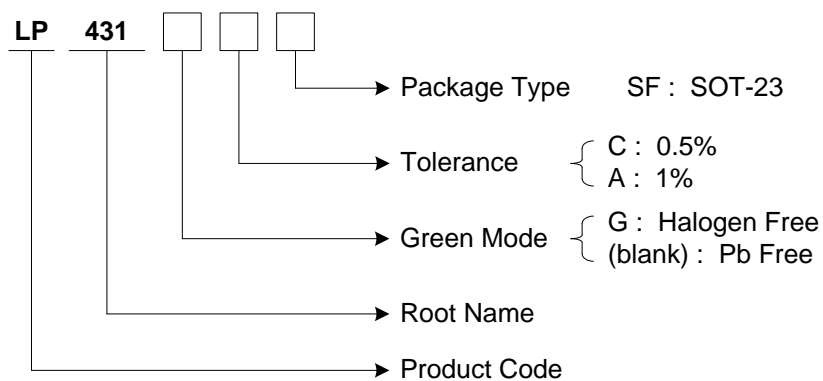 LP 431
Package Type SF : SOT-23
Tolerance C : 0.5%
A : 1%
Green Mode G : Halogen Free
(blank) : Pb Free
Root Name
Product Code